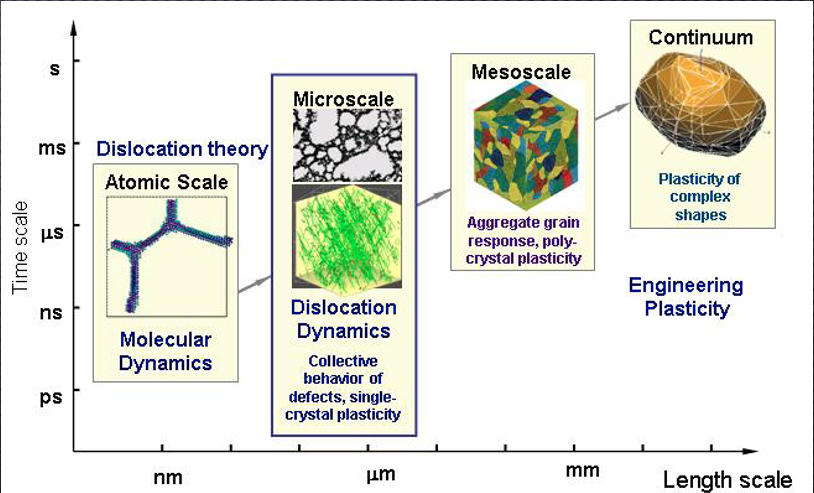 Continuum
s
Mesoscale
Microscale
ms
Dislocation theory
Atomic Scale
Plasticity of
complex
shapes
Time scale
μs
Aggregate grain
response, poly-
crystal plasticity
Engineering
Plasticity
ns
Dislocation
Dynamics
Molecular
Dynamics
Collective
behavior of
defects, single-
crystal plasticity
ps
nm
μm
mm
Length scale